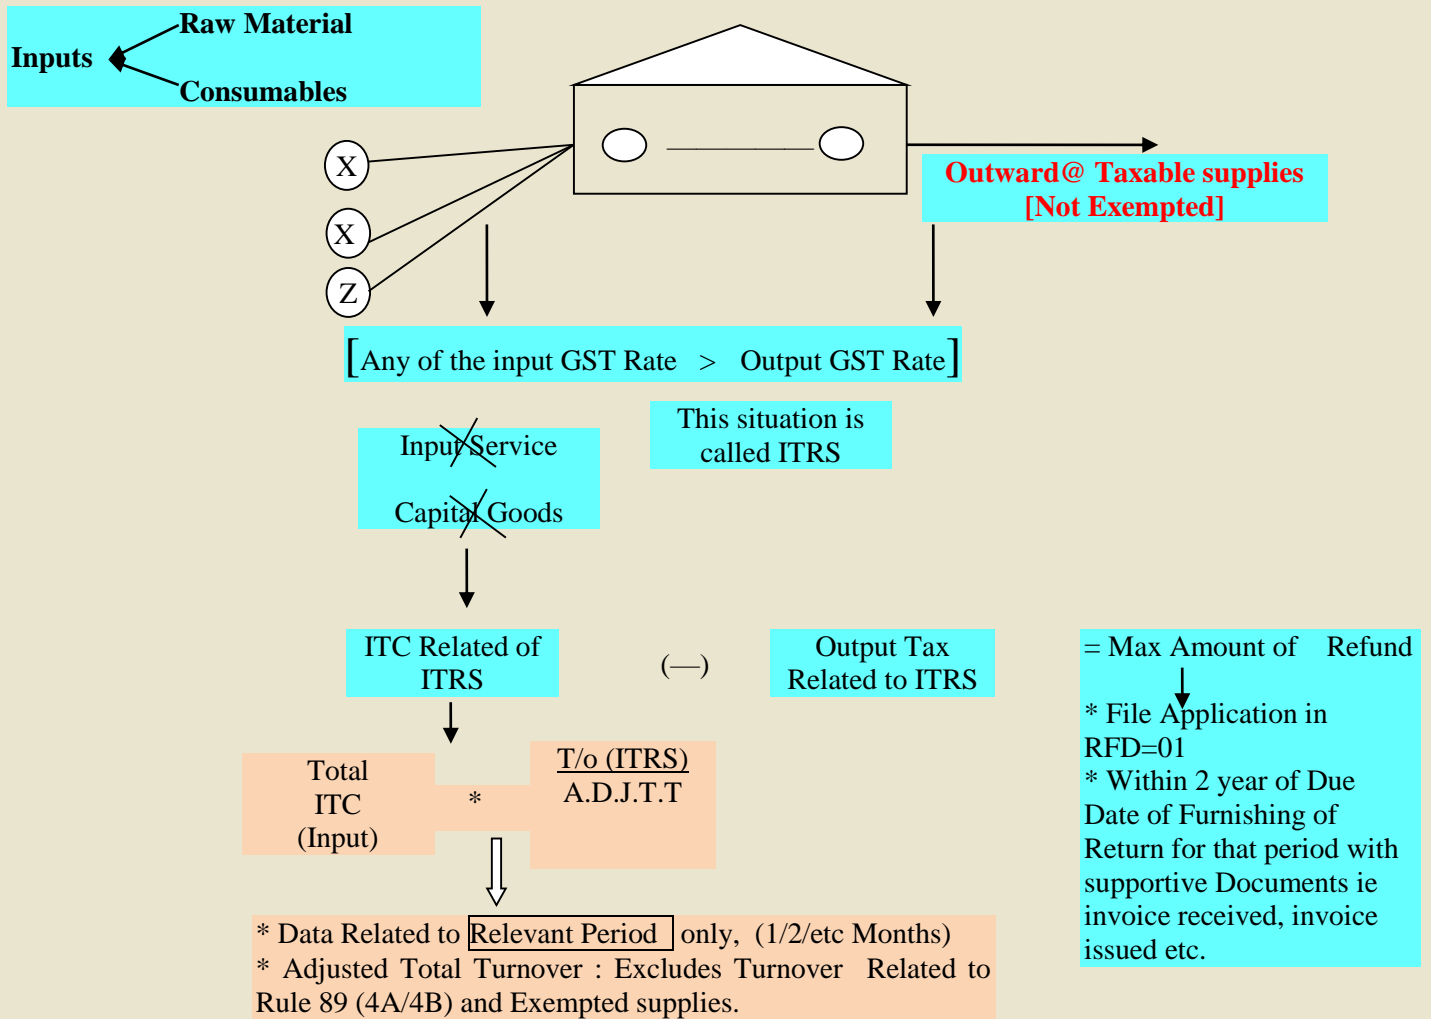 Raw Material
Inputs
Consumables
X
X
Z
Outward@ Taxable supplies
[Not Exempted]
[Any of the input GST Rate > Output GST Rate]
This situation is
called ITRS
Input Service
Capital Goods
ITC Related of
ITRS
(—)
Output Tax
Related to ITRS
= Max Amount of Refund
* File Application in
RFD=01
* Within 2 year of Due
Date of Furnishing of
Return for that period with
supportive Documents ie
invoice received, invoice
issued etc.
Total
ITC
(Input)
*
T/o (ITRS)
A.D.J.T.T
* Data Related to Relevant Period only, (1/2/etc Months)
* Adjusted Total Turnover : Excludes Turnover Related to
Rule 89 (4A/4B) and Exempted supplies.